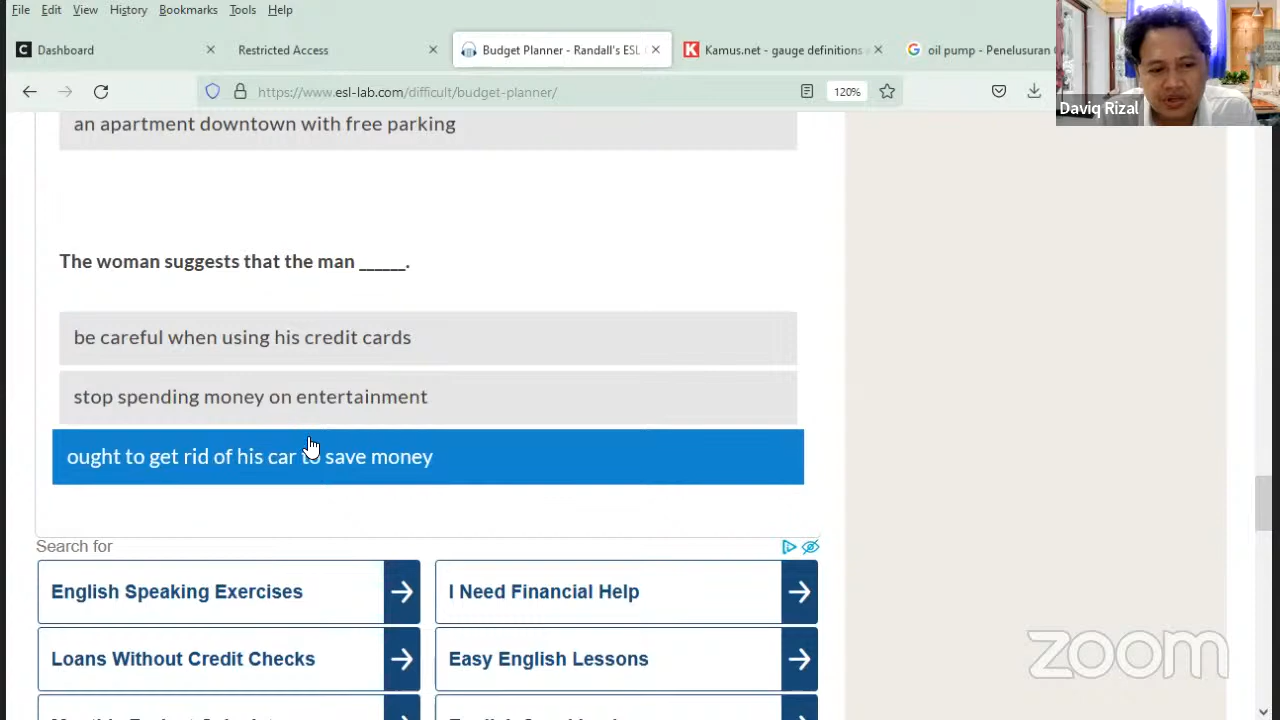 File Edit View History Bookmarks Tools Help
C Dashboard
Restricted Access
Budget Planner - Randall's ESL
K Kamus.net - gauge definitions
G oil pump - Penelusuran
https://www.esl-lab.com/difficult/budget-planner/
120%
Daviq Rizal
an apartment downtown with free parking
The woman suggests that the man ______.
be careful when using his credit cards
stop spending money on entertainment
ought to get rid of his car to save money
Search for
English Speaking Exercises
I Need Financial Help
Loans Without Credit Checks
Easy English Lessons
zoom